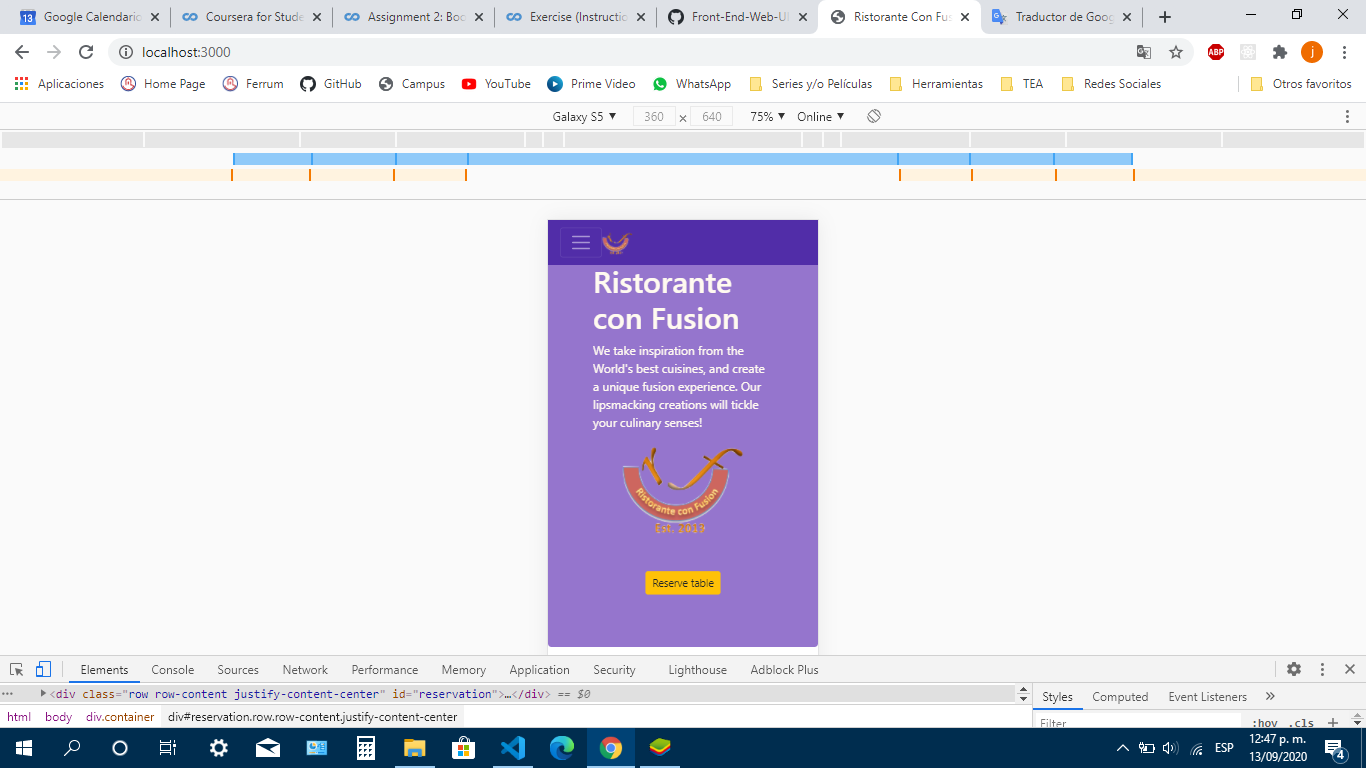 Google Calendario
Coursera for Stude
Assignment 2: Boo
Exercise (Instructio
Front-End-Web-UI
Ristorante Con Fus
Traductor de Goog
localhost:3000
ABP
j
Aplicaciones
Home Page
Ferrum
GitHub
Campus
YouTube
Prime Video
WhatsApp
Series y/o Películas
Herramientas
TEA
Redes Sociales
Otros favoritos
Galaxy S5 ▼ 360 × 640 75% ▼ Online ▼
Ristorante
con Fusion
We take inspiration from the
World's best cuisines, and create
a unique fusion experience. Our
lipsmacking creations will tickle
your culinary senses!
Ristorante con Fusion
Reserve table
Elements Console Sources Network Performance Memory Application Security Lighthouse Adblock Plus
<div class="row row-content justify-content-center" id="reservation">…</div> == $0
Styles Computed Event Listeners »
html body div.container div#reservation.row.row-content.justify-content-center
Filter :hov .cls +
ESP
12:47 p. m.
13/09/2020
4